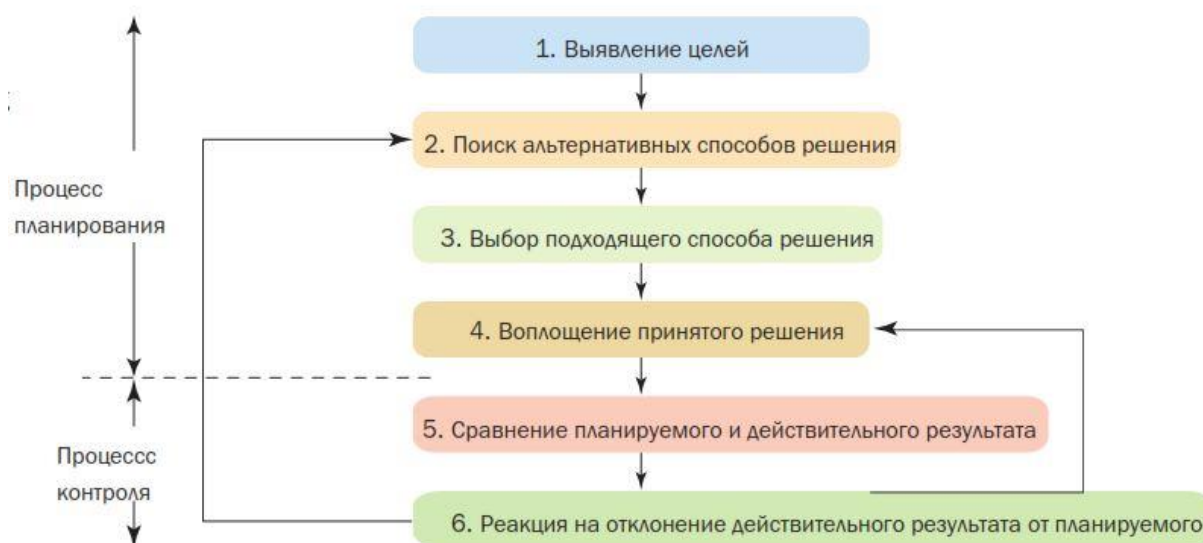 1. Выявление целей
2. Поиск альтернативных способов решения
Процесс
планирования
3. Выбор подходящего способа решения
4. Воплощение принятого решения
5. Сравнение планируемого и действительного результата
Процессс
контроля
6. Реакция на отклонение действительного результата от планируемого